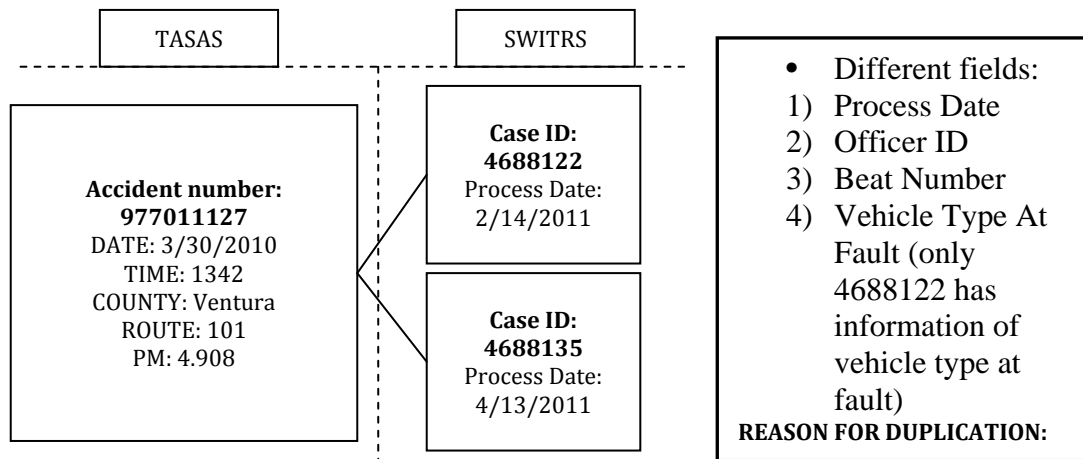 TASAS
SWITRS
Accident number:
977011127
DATE: 3/30/2010
TIME: 1342
COUNTY: Ventura
ROUTE: 101
PM: 4.908
Case ID:
4688122
Process Date:
2/14/2011
Case ID:
4688135
Process Date:
4/13/2011
• Different fields:
1) Process Date
2) Officer ID
3) Beat Number
4) Vehicle Type At
Fault (only
4688122 has
information of
vehicle type at
fault)
REASON FOR DUPLICATION: